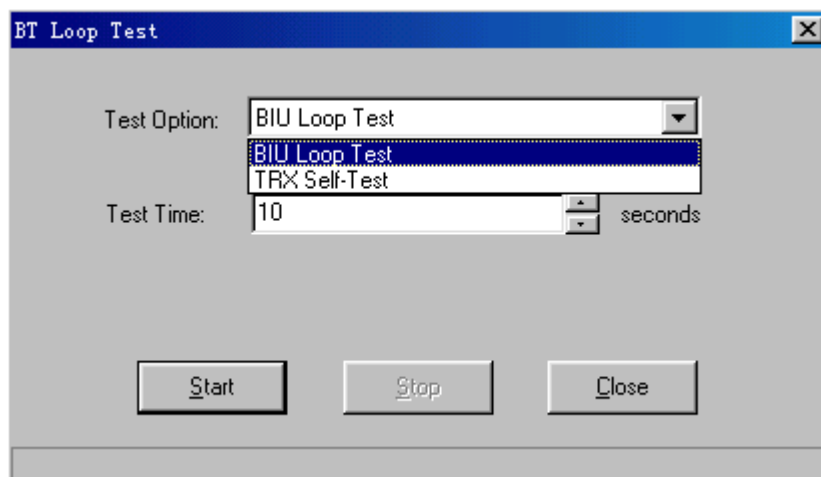 BT Loop Test
Test Option: BIU Loop Test
BIU Loop Test
TRX Self-Test
Test Time: 10 seconds
Start Stop Close